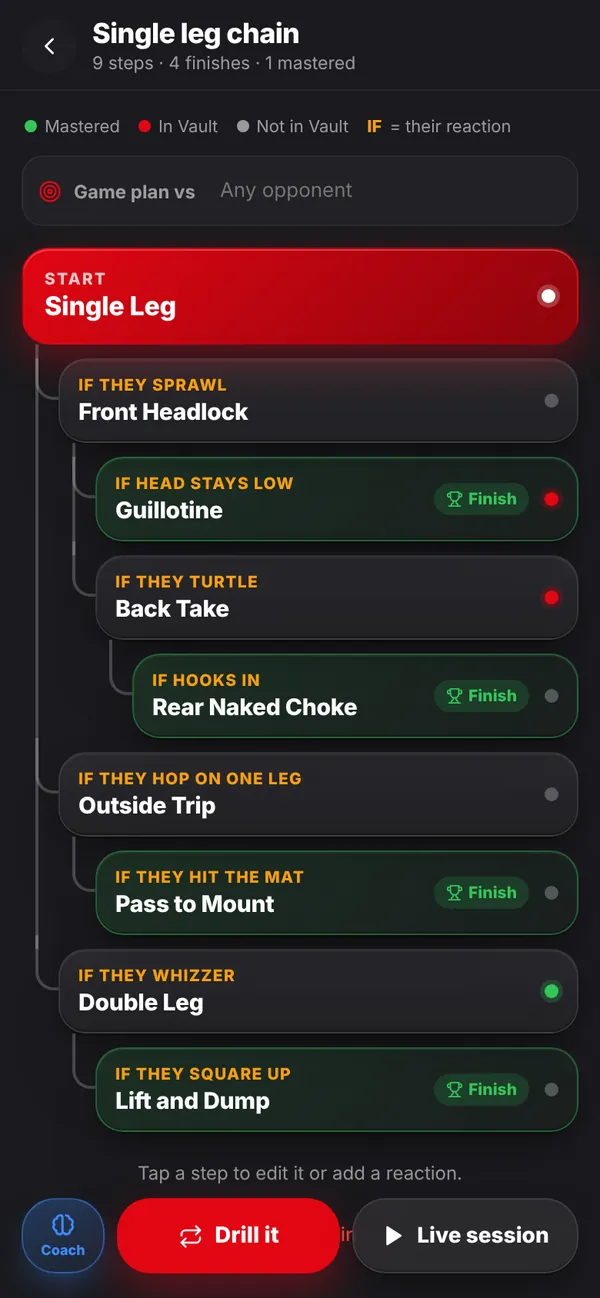 Single leg chain
9 steps · 4 finishes · 1 mastered
Mastered In Vault Not in Vault IF = their reaction
Game plan vs Any opponent
START
Single Leg
IF THEY SPRAWL
Front Headlock
IF HEAD STAYS LOW
Guillotine
Finish
IF THEY TURTLE
Back Take
IF HOOKS IN
Rear Naked Choke
Finish
IF THEY HOP ON ONE LEG
Outside Trip
IF THEY HIT THE MAT
Pass to Mount
Finish
IF THEY WHIZZER
Double Leg
IF THEY SQUARE UP
Lift and Dump
Finish
Tap a step to edit it or add a reaction.
Coach Drill it Live session